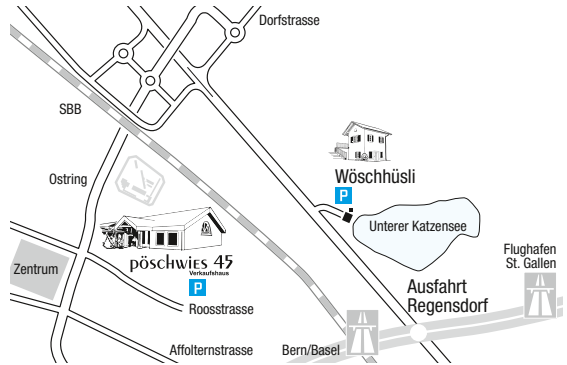 Dorfstrasse
SBB
Wöschhüsli
P
Ostring
Unterer Katzensee
Flughafen
St. Gallen
pöschwies 45
Verkaufshaus
P
Zentrum
Ausfahrt
Regensdorf
Roosstrasse
Affolternstrasse
Bern/Basel